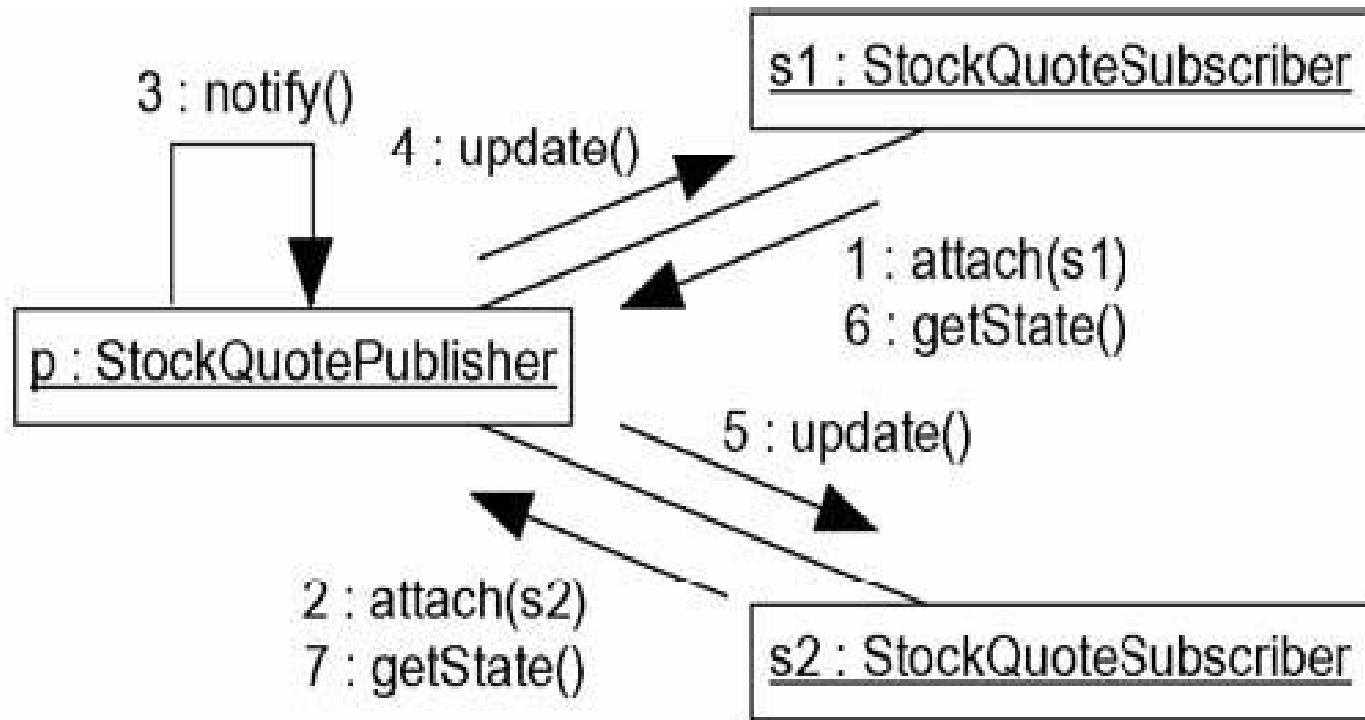 s1 : StockQuoteSubscriber
3 : notify()
4 : update()
1 : attach(s1)
6 : getState()
p : StockQuotePublisher
5 : update()
2 : attach(s2)
7 : getState()
s2 : StockQuoteSubscriber